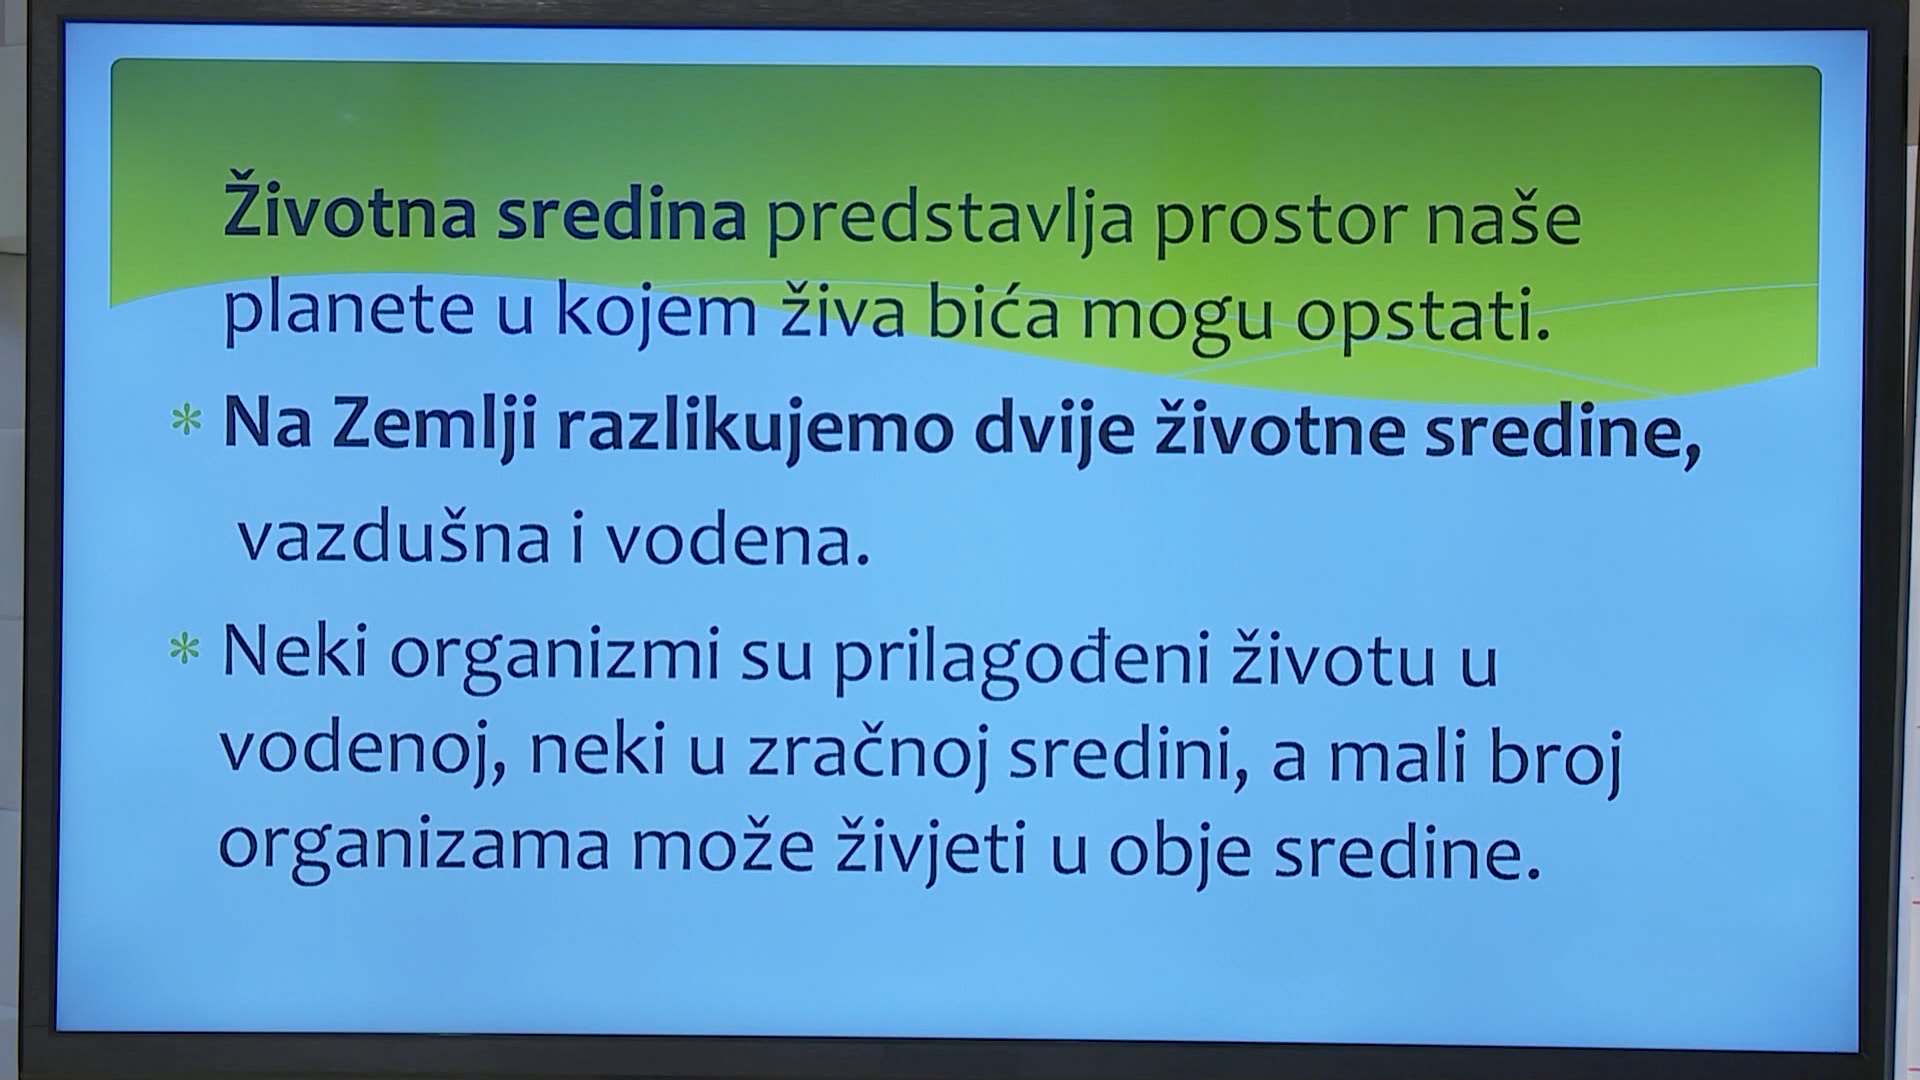 Životna sredina predstavlja prostor naše
planete u kojem živa bića mogu opstati.
* Na Zemlji razlikujemo dvije životne sredine,
vazdušna i vodena.
* Neki organizmi su prilagođeni životu u
vodenoj, neki u zračnoj sredini, a mali broj
organizama može živjeti u obje sredine.